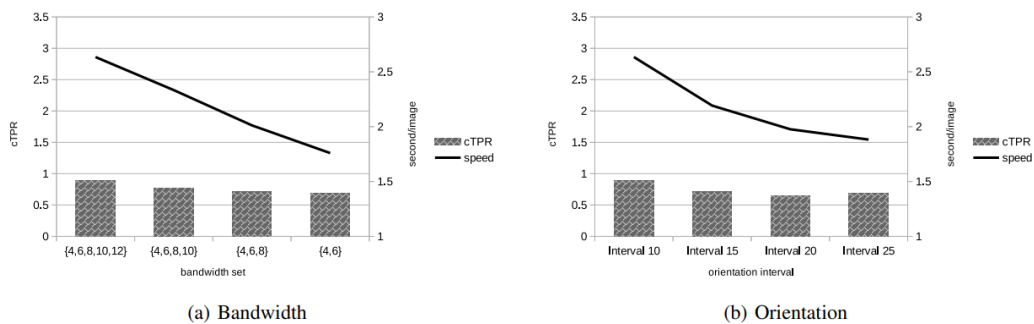 3.5
3
2.5
2
1.5
1
0.5
0
cTPR
3
2.5
2
1.5
1
second/image
cTPR
speed
{4,6,8,10,12} {4,6,8,10} {4,6,8} {4,6}
bandwidth set
(a) Bandwidth
3.5
3
2.5
2
1.5
1
0.5
0
cTPR
3
2.5
2
1.5
1
second/image
cTPR
speed
Interval 10 Interval 15 Interval 20 Interval 25
orientation interval
(b) Orientation